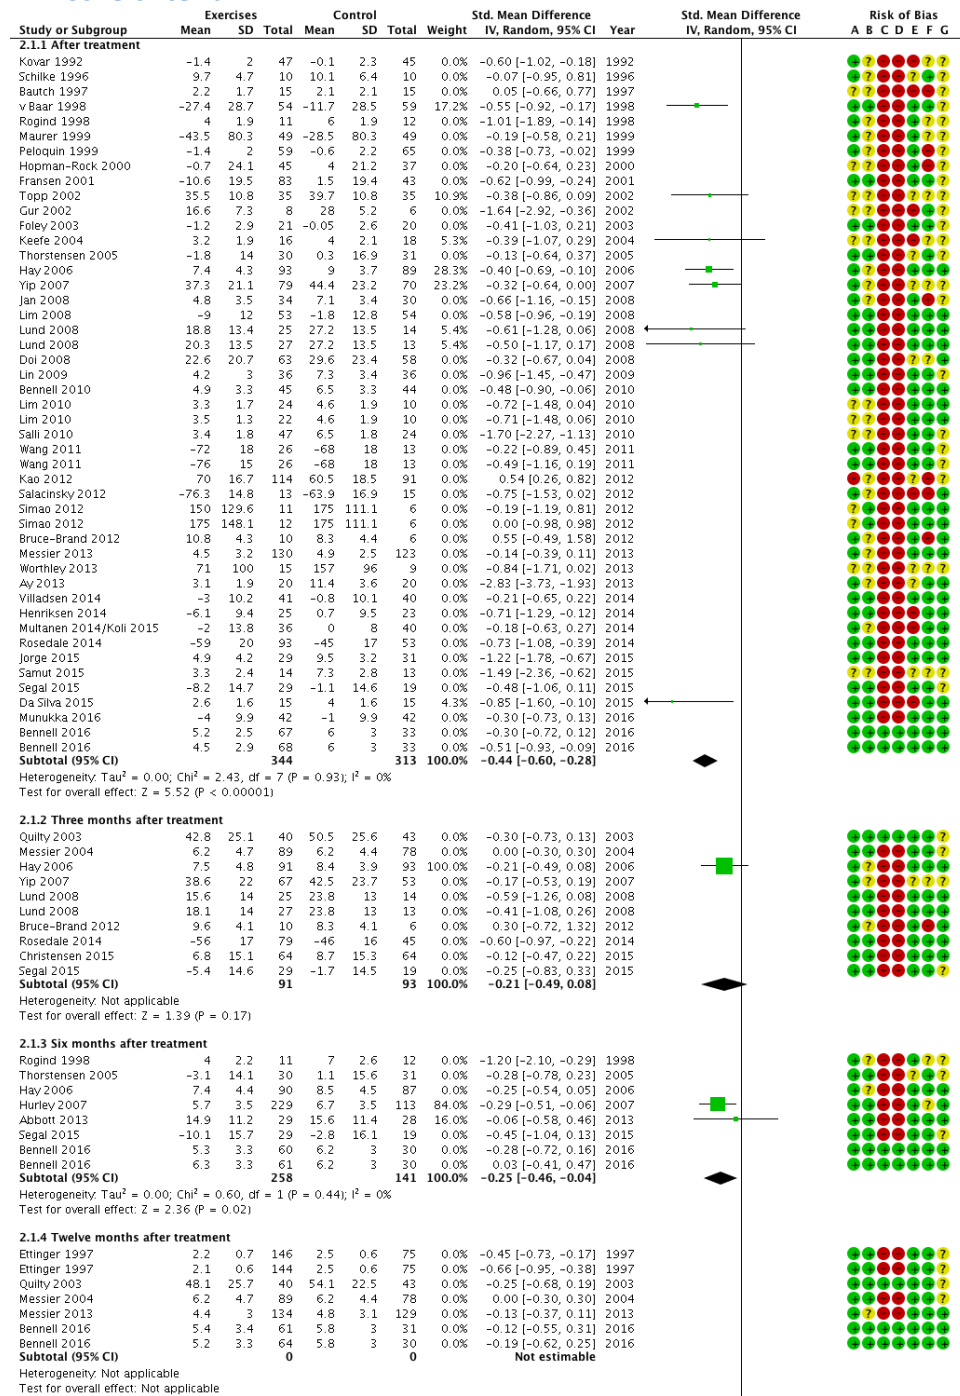 Exercises Control Std. Mean Difference Std. Mean Difference Risk of Bias
Study or Subgroup Mean SD Total Mean SD Total Weight IV, Random, 95% CI Year IV, Random, 95% CI A B C D E F G
2.1.1 After treatment
Kovar 1992 -1.4 2 47 -0.1 2.3 45 0.0% -0.60 [-1.02, -0.18] 1992
Schilke 1996 9.7 4.7 10 10.1 6.4 10 0.0% -0.07 [-0.95, 0.81] 1996
Bautch 1997 2.2 1.7 15 2.1 2.1 15 0.0% 0.05 [-0.66, 0.77] 1997
v Baar 1998 -27.4 28.7 54 -11.7 28.5 59 17.2% -0.55 [-0.92, -0.17] 1998
Rogind 1998 4 1.9 11 6 1.9 12 0.0% -1.01 [-1.89, -0.14] 1998
Maurer 1999 -43.5 80.3 49 -28.5 80.3 49 0.0% -0.19 [-0.58, 0.21] 1999
Peloquin 1999 -1.4 2 59 -0.6 2.2 65 0.0% -0.38 [-0.73, -0.02] 1999
Hopman-Rock 2000 -0.7 24.1 45 4 21.2 37 0.0% -0.20 [-0.64, 0.23] 2000
Fransen 2001 -10.6 19.5 83 1.5 19.4 43 0.0% -0.62 [-0.99, -0.24] 2001
Topp 2002 35.5 10.8 35 39.7 10.8 35 10.9% -0.38 [-0.86, 0.09] 2002
Gur 2002 16.6 7.3 8 28 5.2 6 0.0% -1.64 [-2.92, -0.36] 2002
Foley 2003 -1.2 2.9 21 -0.05 2.6 20 0.0% -0.41 [-1.03, 0.21] 2003
Keefe 2004 3.2 1.9 16 4 2.1 18 5.3% -0.39 [-1.07, 0.29] 2004
Thorstensen 2005 -1.8 14 30 0.3 16.9 31 0.0% -0.13 [-0.64, 0.37] 2005
Hay 2006 7.4 4.3 93 9 3.7 89 28.3% -0.40 [-0.69, -0.10] 2006
Yip 2007 37.3 21.1 79 44.4 23.2 70 23.2% -0.32 [-0.64, 0.00] 2007
Jan 2008 4.8 3.5 34 7.1 3.4 30 0.0% -0.66 [-1.16, -0.15] 2008
Lim 2008 -9 12 53 -1.8 12.8 54 0.0% -0.58 [-0.96, -0.19] 2008
Lund 2008 18.8 13.4 25 27.2 13.5 14 5.4% -0.61 [-1.28, 0.06] 2008
Lund 2008 20.3 13.5 27 27.2 13.5 13 5.4% -0.50 [-1.17, 0.17] 2008
Doi 2008 22.6 20.7 63 29.6 23.4 58 0.0% -0.32 [-0.67, 0.04] 2008
Lin 2009 4.2 3 36 7.3 3.4 36 0.0% -0.96 [-1.45, -0.47] 2009
Bennell 2010 4.9 3.3 45 6.5 3.3 44 0.0% -0.48 [-0.90, -0.06] 2010
Lim 2010 3.3 1.7 24 4.6 1.9 10 0.0% -0.72 [-1.48, 0.04] 2010
Lim 2010 3.5 1.3 22 4.6 1.9 10 0.0% -0.71 [-1.48, 0.06] 2010
Salli 2010 3.4 1.8 47 6.5 1.8 24 0.0% -1.70 [-2.27, -1.13] 2010
Wang 2011 -72 18 26 -68 18 13 0.0% -0.22 [-0.89, 0.45] 2011
Wang 2011 -76 15 26 -68 18 13 0.0% -0.49 [-1.16, 0.19] 2011
Kao 2012 70 16.7 114 60.5 18.5 91 0.0% 0.54 [0.26, 0.82] 2012
Salacinsky 2012 -76.3 14.8 13 -63.9 16.9 15 0.0% -0.75 [-1.53, 0.02] 2012
Simao 2012 150 129.6 11 175 111.1 6 0.0% -0.19 [-1.19, 0.81] 2012
Simao 2012 175 148.1 12 175 111.1 6 0.0% 0.00 [-0.98, 0.98] 2012
Bruce-Brand 2012 10.8 4.3 10 8.3 4.4 6 0.0% 0.55 [-0.49, 1.58] 2012
Messier 2013 4.5 3.2 130 4.9 2.5 123 0.0% -0.14 [-0.39, 0.11] 2013
Worthley 2013 71 100 15 157 96 9 0.0% -0.84 [-1.71, 0.02] 2013
Ay 2013 3.1 1.9 20 11.4 3.6 20 0.0% -2.83 [-3.73, -1.93] 2013
Villadsen 2014 -3 10.2 41 -0.8 10.1 40 0.0% -0.21 [-0.65, 0.22] 2014
Henriksen 2014 -6.1 9.4 25 0.7 9.5 23 0.0% -0.71 [-1.29, -0.12] 2014
Multanen 2014/Koli 2015 -2 13.8 36 0 8 40 0.0% -0.18 [-0.63, 0.27] 2014
Rosedale 2014 -59 20 93 -45 17 53 0.0% -0.73 [-1.08, -0.39] 2014
Jorge 2015 4.9 4.2 29 9.5 3.2 31 0.0% -1.22 [-1.78, -0.67] 2015
Samut 2015 3.3 2.4 14 7.3 2.8 13 0.0% -1.49 [-2.36, -0.62] 2015
Segal 2015 -8.2 14.7 29 -1.1 14.6 19 0.0% -0.48 [-1.06, 0.11] 2015
Da Silva 2015 2.6 1.6 15 4 1.6 15 4.3% -0.85 [-1.60, -0.10] 2015
Munukka 2016 -4 9.9 42 -1 9.9 42 0.0% -0.30 [-0.73, 0.13] 2016
Bennell 2016 5.2 2.5 67 6 3 33 0.0% -0.30 [-0.72, 0.12] 2016
Bennell 2016 4.5 2.9 68 6 3 33 0.0% -0.51 [-0.93, -0.09] 2016
Subtotal (95% CI) 344 313 100.0% -0.44 [-0.60, -0.28]
Heterogeneity: Tau² = 0.00; Chi² = 2.43, df = 7 (P = 0.93); I² = 0%
Test for overall effect: Z = 5.52 (P < 0.00001)
2.1.2 Three months after treatment
Quilty 2003 42.8 25.1 40 50.5 25.6 43 0.0% -0.30 [-0.73, 0.13] 2003
Messier 2004 6.2 4.7 89 6.2 4.4 78 0.0% 0.00 [-0.30, 0.30] 2004
Hay 2006 7.5 4.8 91 8.4 3.9 93 100.0% -0.21 [-0.49, 0.08] 2006
Yip 2007 38.6 22 67 42.5 23.7 53 0.0% -0.17 [-0.53, 0.19] 2007
Lund 2008 15.6 14 25 23.8 13 14 0.0% -0.59 [-1.26, 0.08] 2008
Lund 2008 18.1 14 27 23.8 13 13 0.0% -0.41 [-1.08, 0.26] 2008
Bruce-Brand 2012 9.6 4.1 10 8.3 4.1 6 0.0% 0.30 [-0.72, 1.32] 2012
Rosedale 2014 -56 17 79 -46 16 45 0.0% -0.60 [-0.97, -0.22] 2014
Christensen 2015 6.8 15.1 64 8.7 15.3 64 0.0% -0.12 [-0.47, 0.22] 2015
Segal 2015 -5.4 14.6 29 -1.7 14.5 19 0.0% -0.25 [-0.83, 0.33] 2015
Subtotal (95% CI) 91 93 100.0% -0.21 [-0.49, 0.08]
Heterogeneity: Not applicable
Test for overall effect: Z = 1.39 (P = 0.17)
2.1.3 Six months after treatment
Rogind 1998 4 2.2 11 7 2.6 12 0.0% -1.20 [-2.10, -0.29] 1998
Thorstensen 2005 -3.1 14.1 30 1.1 15.6 31 0.0% -0.28 [-0.78, 0.23] 2005
Hay 2006 7.4 4.4 90 8.5 4.5 87 0.0% -0.25 [-0.54, 0.05] 2006
Hurley 2007 5.7 3.5 229 6.7 3.5 113 84.0% -0.29 [-0.51, -0.06] 2007
Abbott 2013 14.9 11.2 29 15.6 11.4 28 16.0% -0.06 [-0.58, 0.46] 2013
Segal 2015 -10.1 15.7 29 -2.8 16.1 19 0.0% -0.45 [-1.04, 0.13] 2015
Bennell 2016 5.3 3.3 60 6.2 3 30 0.0% -0.28 [-0.72, 0.16] 2016
Bennell 2016 6.3 3.3 61 6.2 3 30 0.0% 0.03 [-0.41, 0.47] 2016
Subtotal (95% CI) 258 141 100.0% -0.25 [-0.46, -0.04]
Heterogeneity: Tau² = 0.00; Chi² = 0.60, df = 1 (P = 0.44); I² = 0%
Test for overall effect: Z = 2.36 (P = 0.02)
2.1.4 Twelve months after treatment
Ettinger 1997 2.2 0.7 146 2.5 0.6 75 0.0% -0.45 [-0.73, -0.17] 1997
Ettinger 1997 2.1 0.6 144 2.5 0.6 75 0.0% -0.66 [-0.95, -0.38] 1997
Quilty 2003 48.1 25.7 40 54.1 22.5 43 0.0% -0.25 [-0.68, 0.19] 2003
Messier 2004 6.2 4.7 89 6.2 4.4 78 0.0% 0.00 [-0.30, 0.30] 2004
Messier 2013 4.4 3 134 4.8 3.1 129 0.0% -0.13 [-0.37, 0.11] 2013
Bennell 2016 5.4 3.4 61 5.8 3 31 0.0% -0.12 [-0.55, 0.31] 2016
Bennell 2016 5.2 3.3 64 5.8 3 30 0.0% -0.19 [-0.62, 0.25] 2016
Subtotal (95% CI) 0 0 Not estimable
Heterogeneity: Not applicable
Test for overall effect: Not applicable